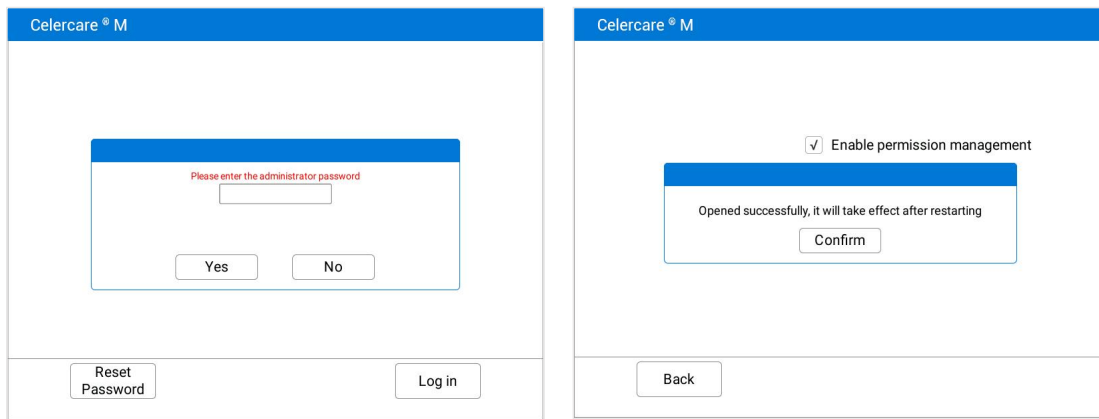 Celercare ® M
Please enter the administrator password
Yes
No
Reset
Password
Log in
Celercare ® M
√ Enable permission management
Opened successfully, it will take effect after restarting
Confirm
Back